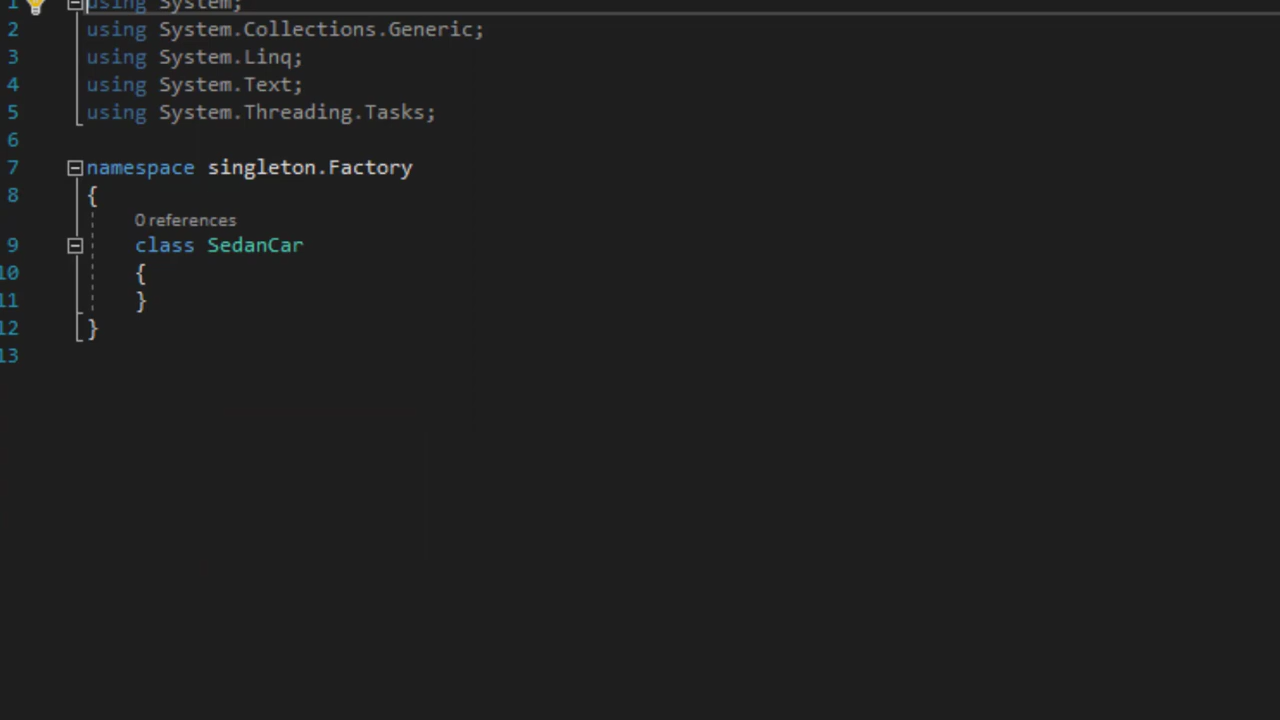 1 using System;
2 using System.Collections.Generic;
3 using System.Linq;
4 using System.Text;
5 using System.Threading.Tasks;
6
7 namespace singleton.Factory
8 {
0 references
9 class SedanCar
10 {
11 }
12 }
13